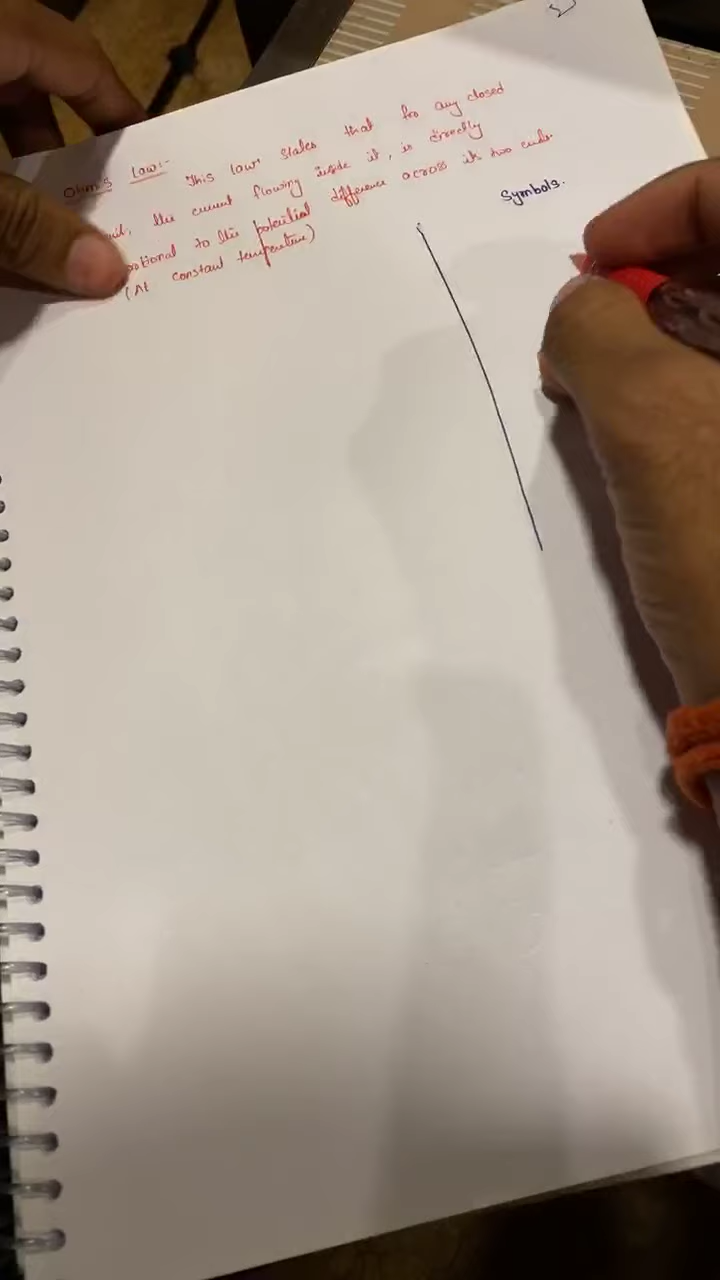 Ohm's Law:- This law states that for any closed
the current flowing inside it, is directly
to the potential difference across its two ends.
(At constant temperature)
Symbols.